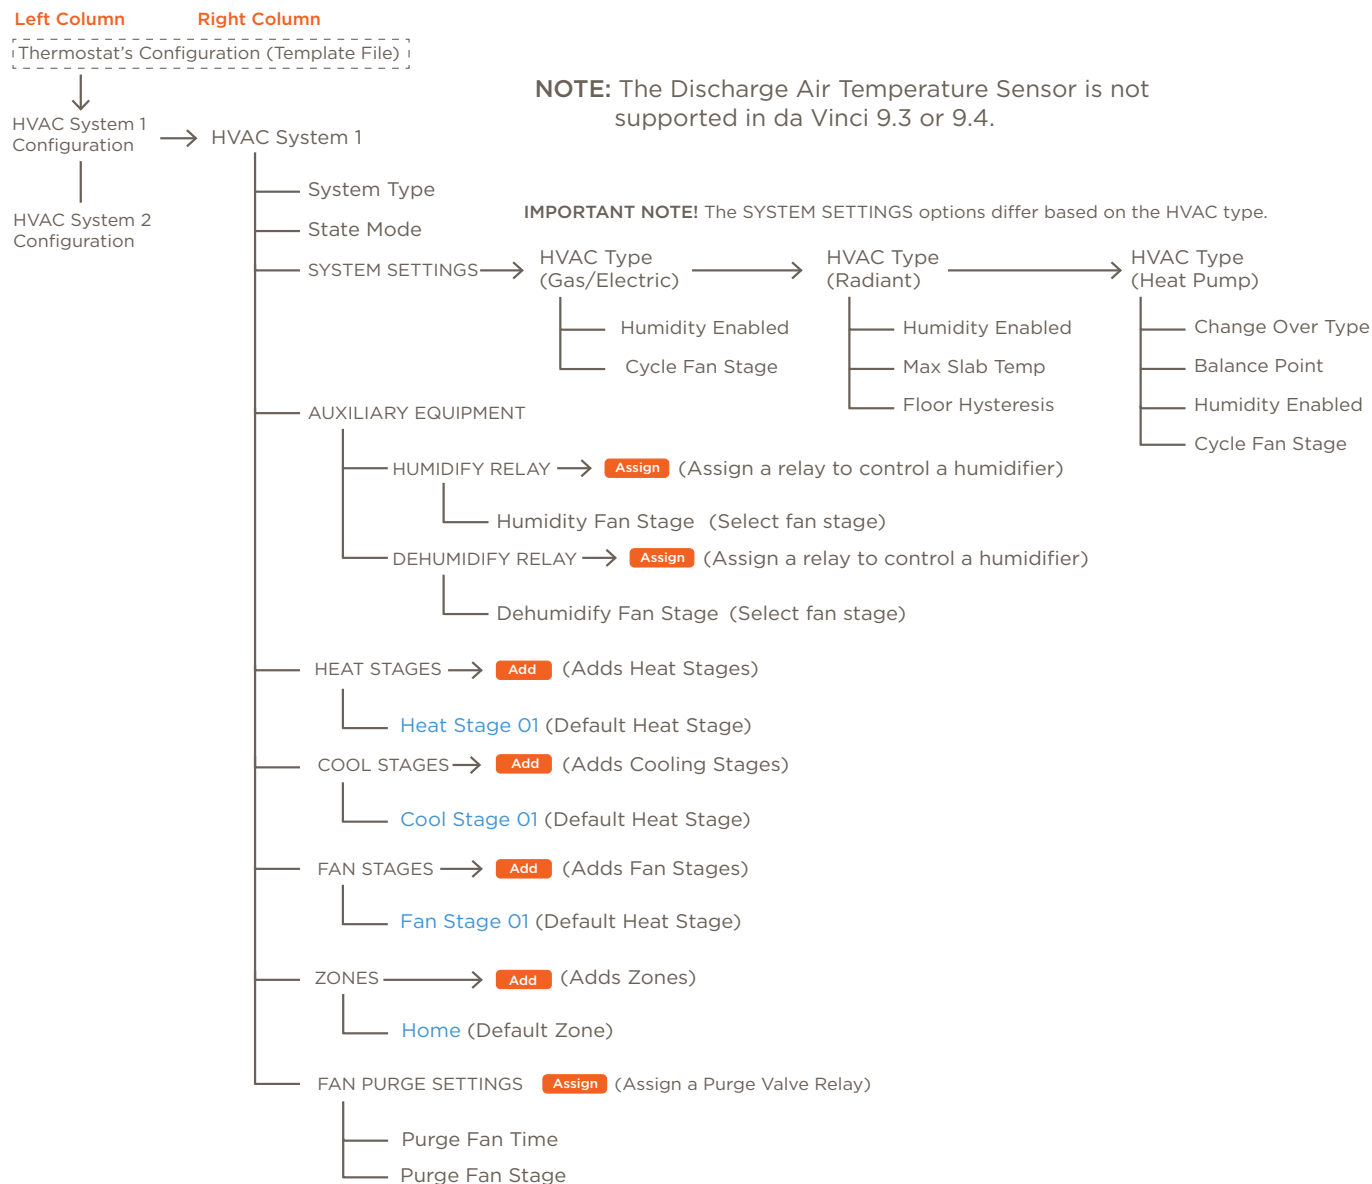 Left Column
Right Column
Thermostat's Configuration (Template File)
NOTE: The Discharge Air Temperature Sensor is not
supported in da Vinci 9.3 or 9.4.
HVAC System 1
Configuration
HVAC System 1
HVAC System 2
Configuration
System Type
State Mode
IMPORTANT NOTE! The SYSTEM SETTINGS options differ based on the HVAC type.
SYSTEM SETTINGS
HVAC Type
(Gas/Electric)
Humidity Enabled
Cycle Fan Stage
HVAC Type
(Radiant)
Humidity Enabled
Max Slab Temp
Floor Hysteresis
HVAC Type
(Heat Pump)
Change Over Type
Balance Point
Humidity Enabled
Cycle Fan Stage
AUXILIARY EQUIPMENT
HUMIDIFY RELAY Assign (Assign a relay to control a humidifier)
Humidity Fan Stage (Select fan stage)
DEHUMIDIFY RELAY Assign (Assign a relay to control a humidifier)
Dehumidify Fan Stage (Select fan stage)
HEAT STAGES Add (Adds Heat Stages)
Heat Stage 01 (Default Heat Stage)
COOL STAGES Add (Adds Cooling Stages)
Cool Stage 01 (Default Heat Stage)
FAN STAGES Add (Adds Fan Stages)
Fan Stage 01 (Default Heat Stage)
ZONES Add (Adds Zones)
Home (Default Zone)
FAN PURGE SETTINGS Assign (Assign a Purge Valve Relay)
Purge Fan Time
Purge Fan Stage